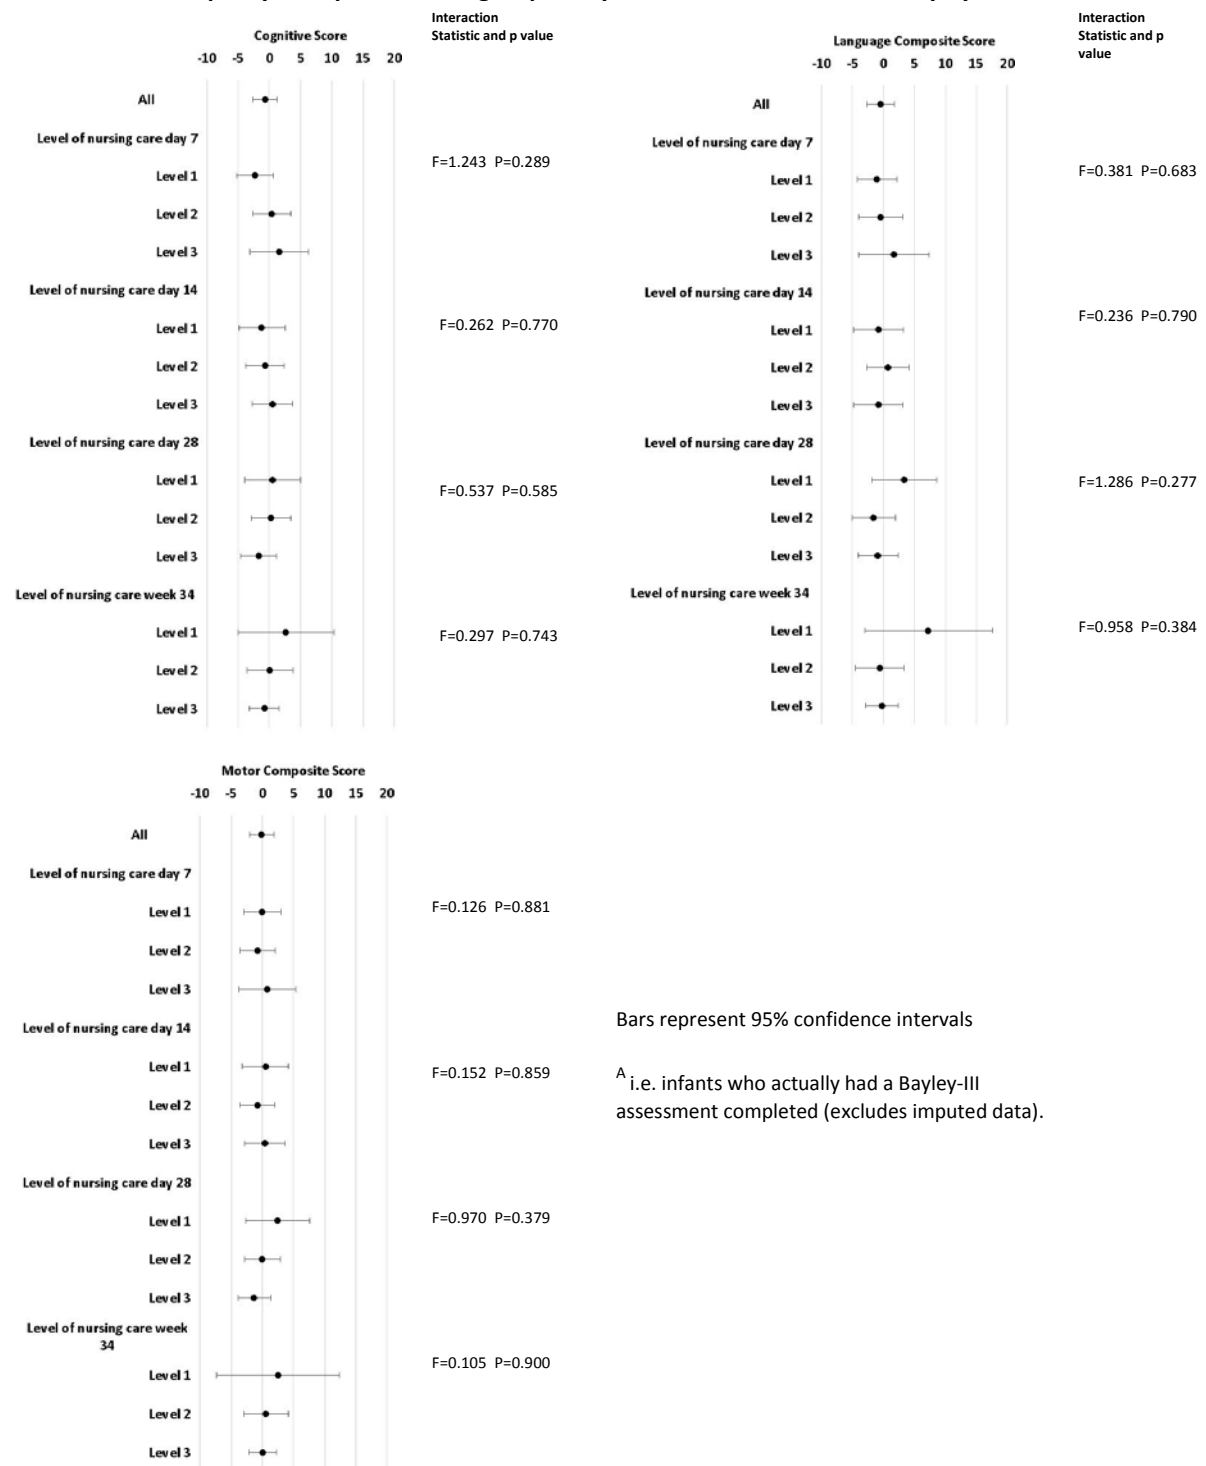 Interaction
Statistic and p value
Cognitive Score
-10 -5 0 5 10 15 20
All
Level of nursing care day 7
F=1.243 P=0.289
Level 1
Level 2
Level 3
Level of nursing care day 14
F=0.262 P=0.770
Level 1
Level 2
Level 3
Level of nursing care day 28
Level 1
F=0.537 P=0.585
Level 2
Level 3
Level of nursing care week 34
Level 1
F=0.297 P=0.743
Level 2
Level 3
Interaction
Statistic and p
value
Language Composite Score
-10 -5 0 5 10 15 20
All
Level of nursing care day 7
F=0.381 P=0.683
Level 1
Level 2
Level 3
Level of nursing care day 14
F=0.236 P=0.790
Level 1
Level 2
Level 3
Level of nursing care day 28
Level 1
F=1.286 P=0.277
Level 2
Level 3
Level of nursing care week 34
Level 1
F=0.958 P=0.384
Level 2
Level 3
Motor Composite Score
-10 -5 0 5 10 15 20
All
Level of nursing care day 7
Level 1
F=0.126 P=0.881
Level 2
Level 3
Level of nursing care day 14
Level 1
F=0.152 P=0.859
Level 2
Level 3
Level of nursing care day 28
Level 1
F=0.970 P=0.379
Level 2
Level 3
Level of nursing care week
34
Level 1
F=0.105 P=0.900
Level 2
Level 3
Bars represent 95% confidence intervals
A i.e. infants who actually had a Bayley-III
assessment completed (excludes imputed data).